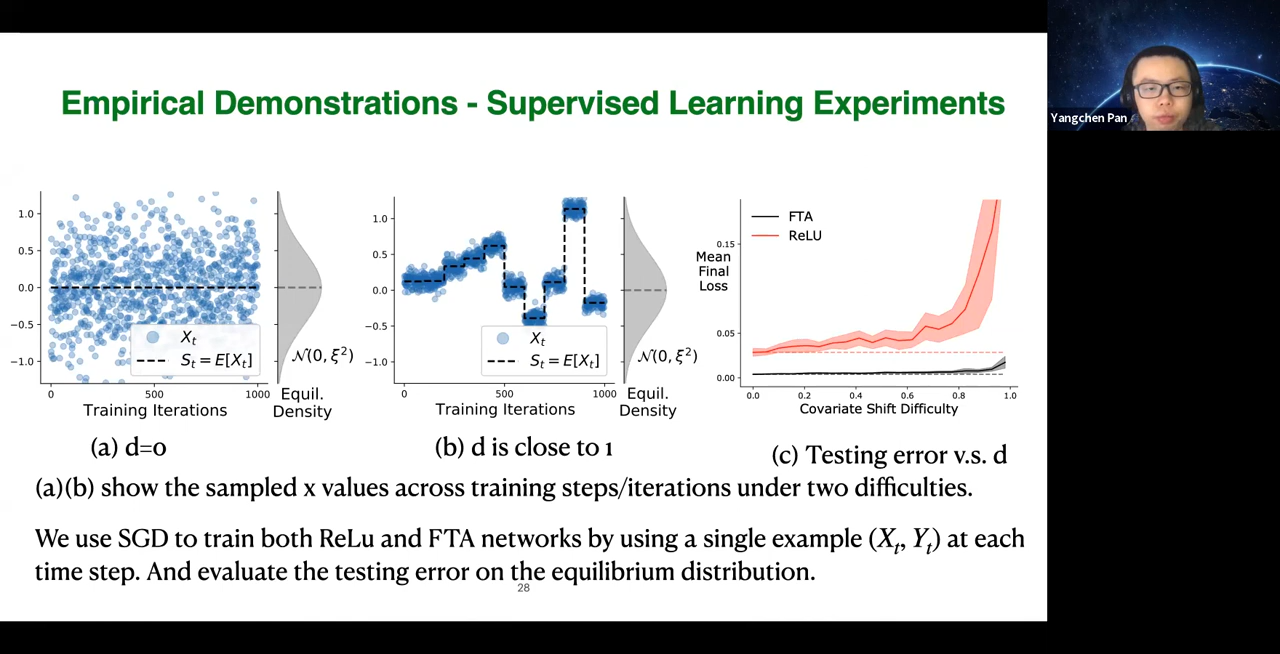 Empirical Demonstrations - Supervised Learning Experiments
Yangchen Pan
1.0
0.5
0.0
−0.5
−1.0
X_t
S_t = E[X_t]
0
500
1000
Training Iterations
𝒩(0, ξ²)
Equil.
Density
(a) d=0
1.0
0.5
0.0
−0.5
−1.0
X_t
S_t = E[X_t]
0
500
1000
Training Iterations
𝒩(0, ξ²)
Equil.
Density
(b) d is close to 1
FTA
ReLU
Mean
Final
Loss
0.15
0.05
0.00
0.0
0.2
0.4
0.6
0.8
1.0
Covariate Shift Difficulty
(c) Testing error v.s. d
(a)(b) show the sampled x values across training steps/iterations under two difficulties.
We use SGD to train both ReLu and FTA networks by using a single example (X_t, Y_t) at each
time step. And evaluate the testing error on the equilibrium distribution.
28